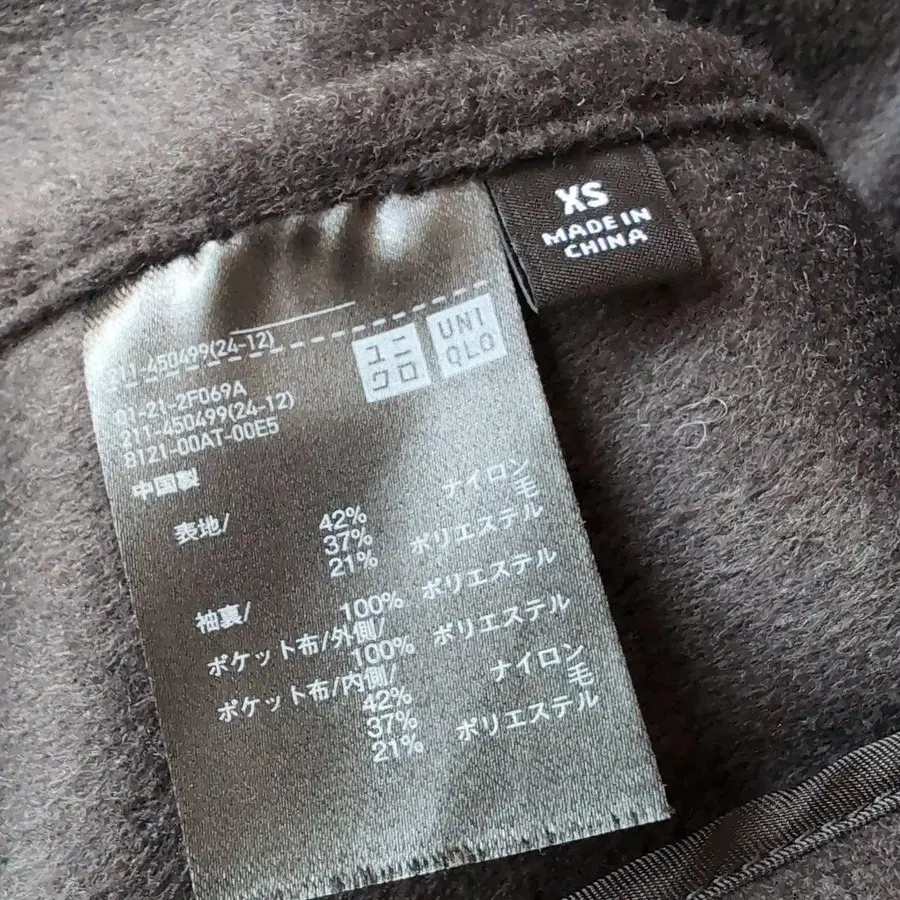 XS
MADE IN
CHINA
211-450499(24-12)
ユニ
クロ
UNI
QLO
01-21-2F069A
211-450499(24-12)
8121-00AT-00E5
中国製
表地/
42% ナイロン
37% 毛
21% ポリエステル
袖裏/
100% ポリエステル
ポケット布/外側/
100% ポリエステル
ポケット布/内側/
42% ナイロン
37% 毛
21% ポリエステル